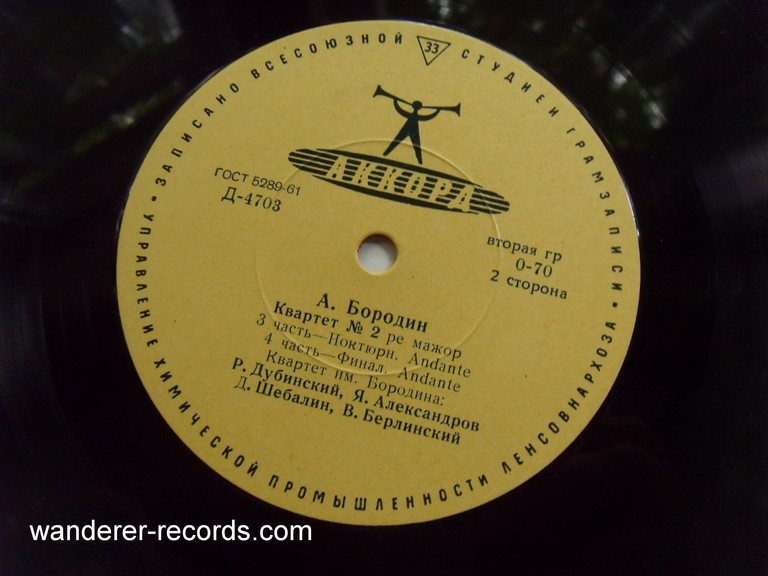 ЗАПИСАНО ВСЕСОЮЗНОЙ 33 СТУДИЕЙ ГРАМЗАПИСИ •
УПРАВЛЕНИЕ ХИМИЧЕСКОЙ ПРОМЫШЛЕННОСТИ ЛЕНСОВНАРХОЗА •
АККОРД
ГОСТ 5289-61
Д-4703
вторая гр
0-70
2 сторона
А. Бородин
Квартет № 2 ре мажор
3 часть—Ноктюрн. Andante
4 часть—Финал. Andante
Квартет им. Бородина:
Р. Дубинский, Я. Александров
Д. Шебалин, В. Берлинский
wanderer-records.com